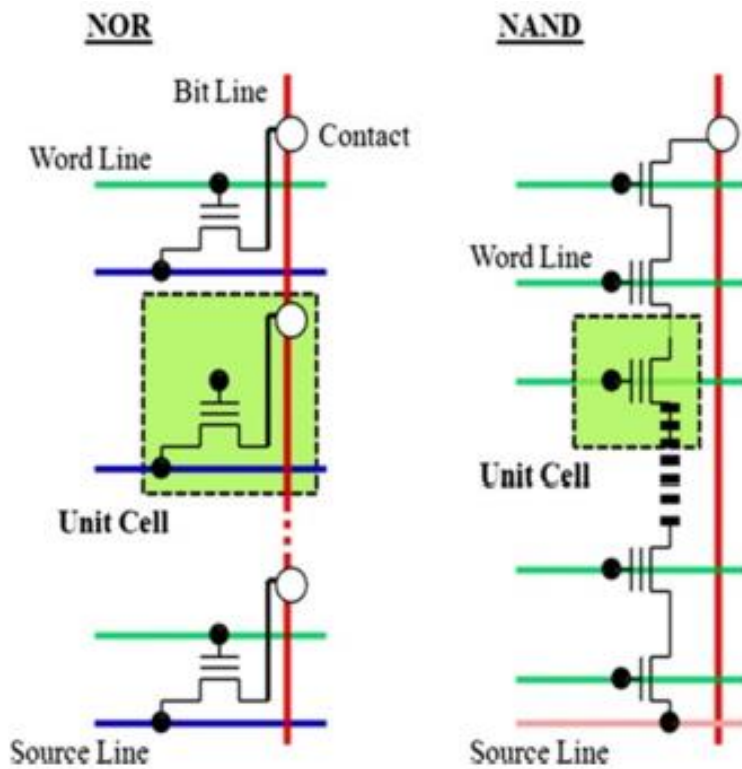 NOR
NAND
Bit Line
Contact
Word Line
Word Line
Unit Cell
Unit Cell
Source Line
Source Line